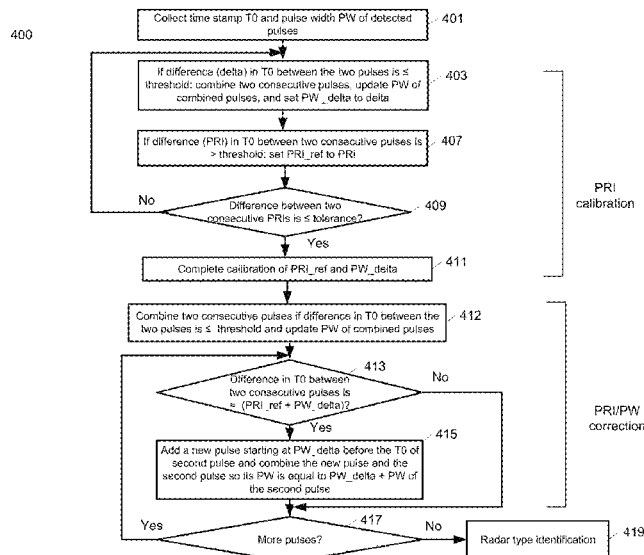 400
Collect time stamp T0 and pulse width PW of detected
pulses
401
If difference (delta) in T0 between the two pulses is ≤
threshold: combine two consecutive pulses, update PW of
combined pulses, and set PW_delta to delta
403
If difference (PRI) in T0 between two consecutive pulses is
> threshold: set PRI_ref to PRI
407
PRI
calibration
No
Difference between two
consecutive PRIs is ≤ tolerance?
409
Yes
Complete calibration of PRI_ref and PW_delta
411
Combine two consecutive pulses if difference in T0 between the
two pulses is ≤ threshold and update PW of combined pulses
412
413
Difference in T0 between
two consecutive pulses is
≈ (PRI_ref + PW_delta)?
No
Yes
PRI/PW
correction
415
Add a new pulse starting at PW_delta before the T0 of
second pulse and combine the new pulse and the
second pulse so its PW is equal to PW_delta + PW of
the second pulse
417
Yes
More pulses?
No
Radar type identification
419